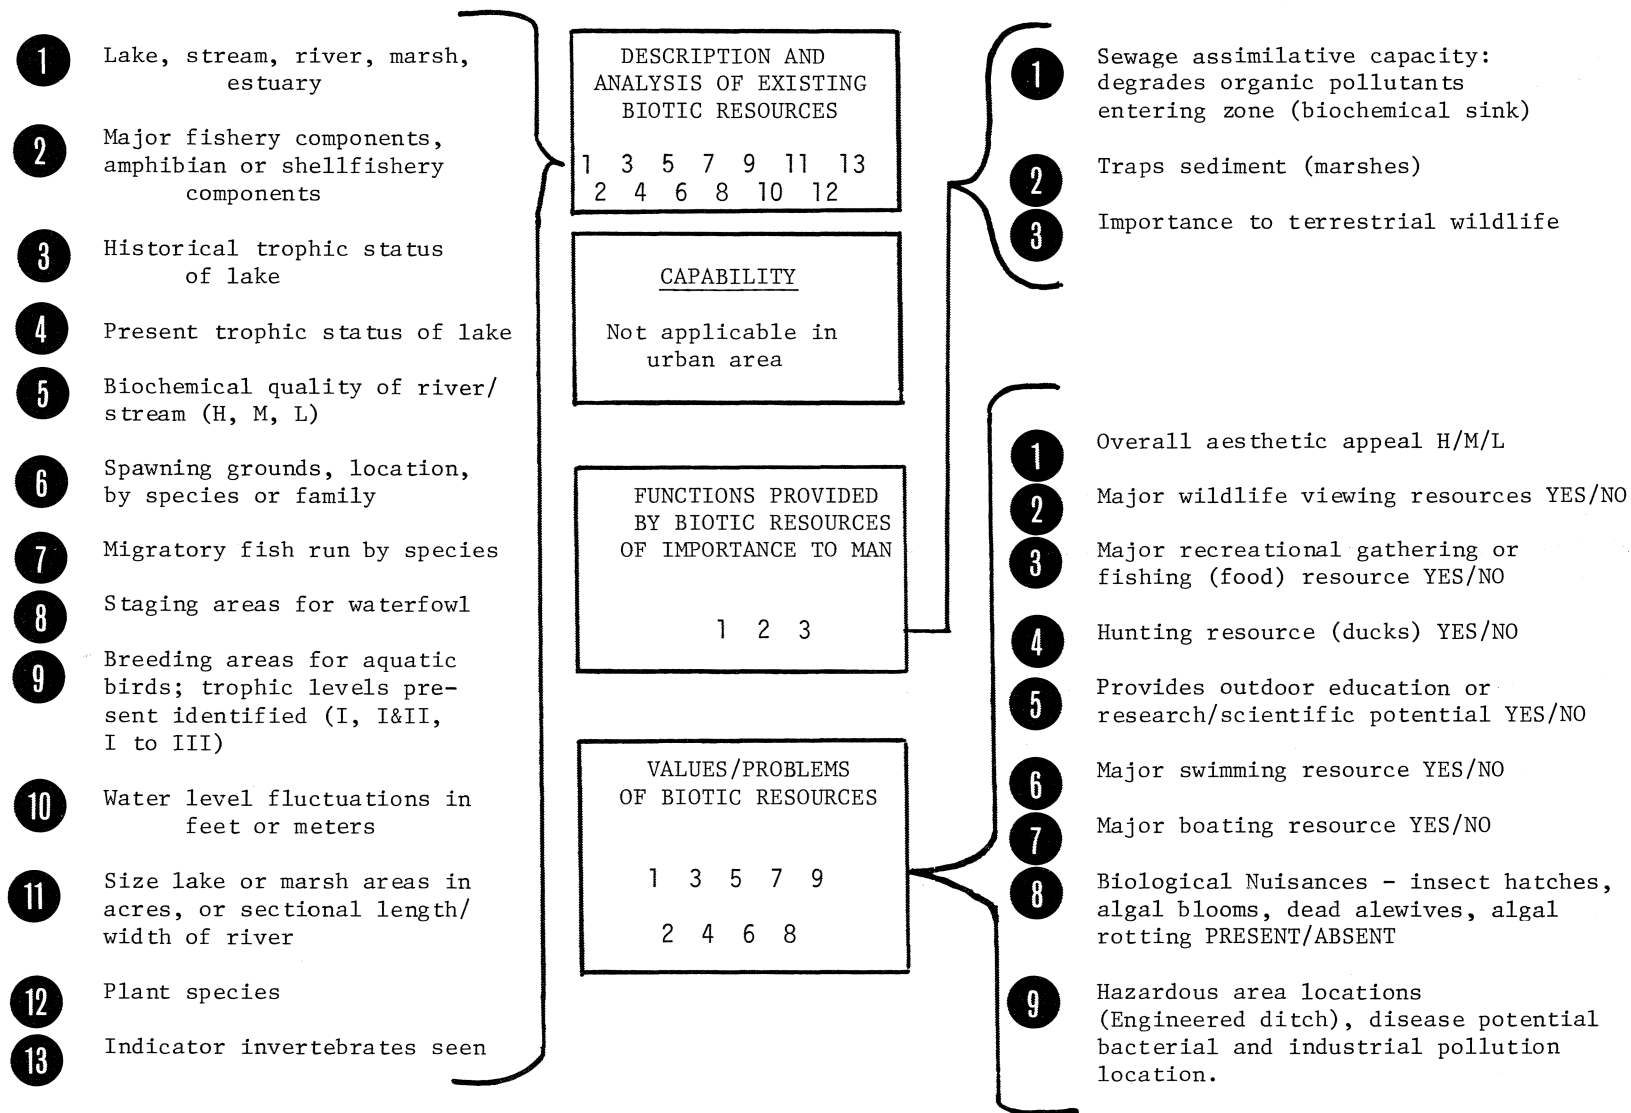 1 Lake, stream, river, marsh,
estuary
2 Major fishery components,
amphibian or shellfishery
components
3 Historical trophic status
of lake
4 Present trophic status of lake
5 Biochemical quality of river/
stream (H, M, L)
6 Spawning grounds, location,
by species or family
7 Migratory fish run by species
8 Staging areas for waterfowl
9 Breeding areas for aquatic
birds; trophic levels pre-
sent identified (I, I&II,
I to III)
10 Water level fluctuations in
feet or meters
11 Size lake or marsh areas in
acres, or sectional length/
width of river
12 Plant species
13 Indicator invertebrates seen
DESCRIPTION AND
ANALYSIS OF EXISTING
BIOTIC RESOURCES
1 3 5 7 9 11 13
2 4 6 8 10 12
CAPABILITY
Not applicable in
urban area
FUNCTIONS PROVIDED
BY BIOTIC RESOURCES
OF IMPORTANCE TO MAN
1 2 3
VALUES/PROBLEMS
OF BIOTIC RESOURCES
1 3 5 7 9
2 4 6 8
1 Sewage assimilative capacity:
degrades organic pollutants
entering zone (biochemical sink)
2 Traps sediment (marshes)
3 Importance to terrestrial wildlife
1 Overall aesthetic appeal H/M/L
2 Major wildlife viewing resources YES/NO
3 Major recreational gathering or
fishing (food) resource YES/NO
4 Hunting resource (ducks) YES/NO
5 Provides outdoor education or
research/scientific potential YES/NO
6 Major swimming resource YES/NO
7 Major boating resource YES/NO
8 Biological Nuisances - insect hatches,
algal blooms, dead alewives, algal
rotting PRESENT/ABSENT
9 Hazardous area locations
(Engineered ditch), disease potential
bacterial and industrial pollution
location.